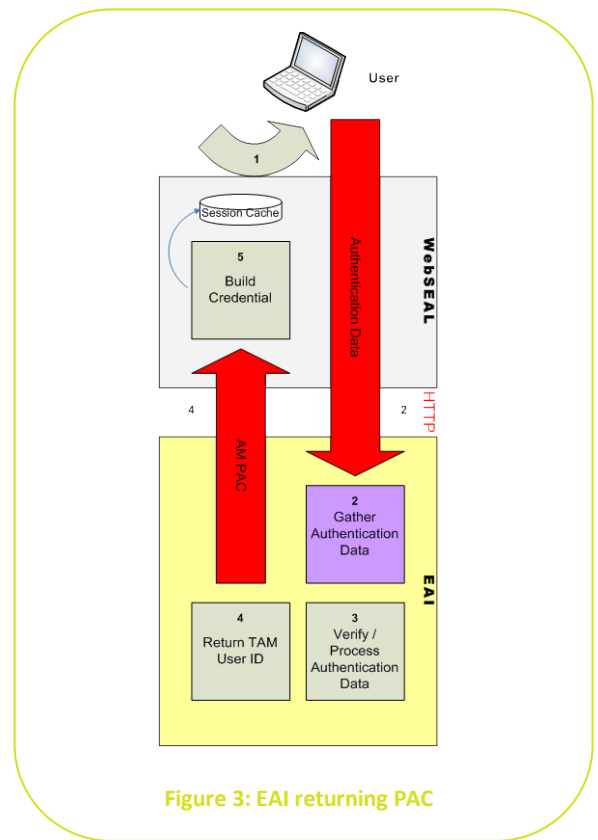 User
1
Session Cache
5
Build
Credential
Authentication Data
WebSEAL
4
2
HTTP
AM PAC
2
Gather
Authentication
Data
EAI
4
Return TAM
User ID
3
Verify /
Process
Authentication
Data
Figure 3: EAI returning PAC